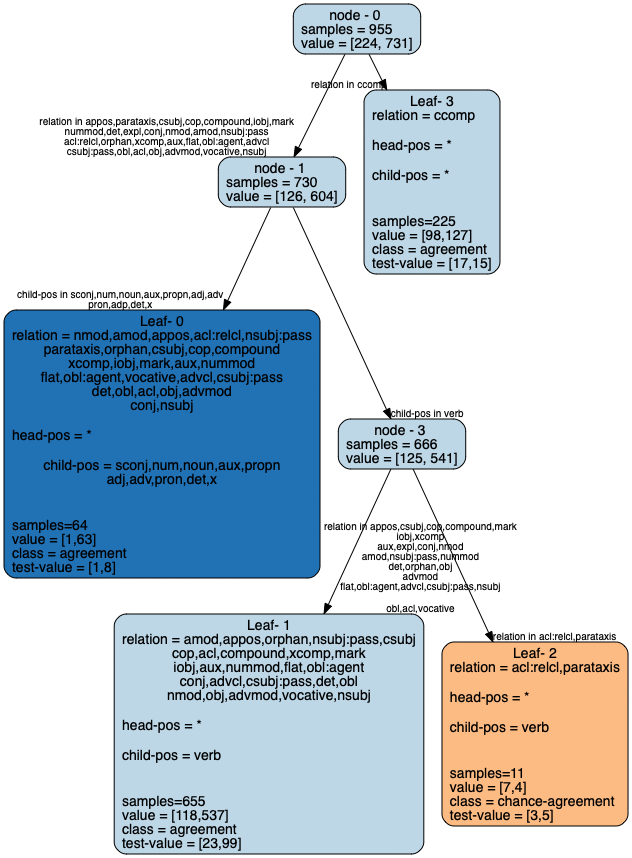 node - 0
samples = 955
value = [224, 731]
relation in ccomp
relation in appos,parataxis,csubj,cop,compound,iobj,mark
nummod,det,expl,conj,nmod,amod,nsubj:pass
acl:relcl,orphan,xcomp,aux,flat,obl:agent,advcl
csubj:pass,obl,acl,obj,advmod,vocative,nsubj
Leaf- 3
relation = ccomp
head-pos = *
child-pos = *
samples=225
value = [98,127]
class = agreement
test-value = [17,15]
node - 1
samples = 730
value = [126, 604]
child-pos in sconj,num,noun,aux,propn,adj,adv
pron,adp,det,x
Leaf- 0
relation = nmod,amod,appos,acl:relcl,nsubj:pass
parataxis,orphan,csubj,cop,compound
xcomp,iobj,mark,aux,nummod
flat,obl:agent,vocative,advcl,csubj:pass
det,obl,acl,obj,advmod
conj,nsubj
head-pos = *
child-pos = sconj,num,noun,aux,propn
adj,adv,pron,det,x
samples=64
value = [1,63]
class = agreement
test-value = [1,8]
child-pos in verb
node - 3
samples = 666
value = [125, 541]
relation in appos,csubj,cop,compound,mark
iobj,xcomp
aux,expl,conj,nmod
amod,nsubj:pass,nummod
det,orphan,obj
advmod
flat,obl:agent,advcl,csubj:pass,nsubj
obl,acl,vocative
relation in acl:relcl,parataxis
Leaf- 1
relation = amod,appos,orphan,nsubj:pass,csubj
cop,acl,compound,xcomp,mark
iobj,aux,nummod,flat,obl:agent
conj,advcl,csubj:pass,det,obl
nmod,obj,advmod,vocative,nsubj
head-pos = *
child-pos = verb
samples=655
value = [118,537]
class = agreement
test-value = [23,99]
Leaf- 2
relation = acl:relcl,parataxis
head-pos = *
child-pos = verb
samples=11
value = [7,4]
class = chance-agreement
test-value = [3,5]